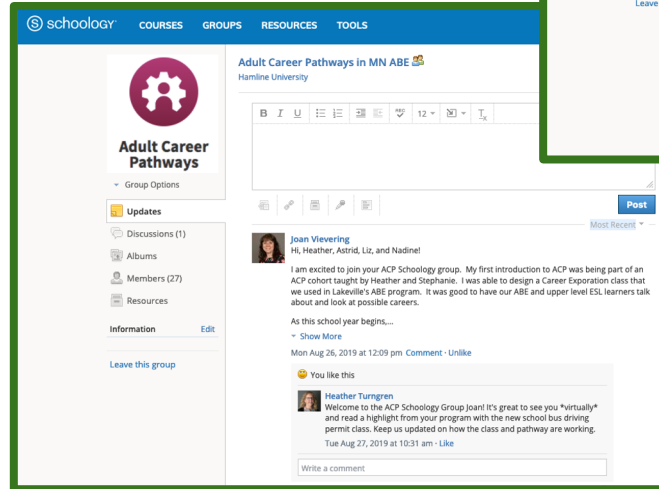 Leave
schoology COURSES GROUPS RESOURCES TOOLS
Adult Career Pathways in MN ABE
Hamline University
B I U 12
Adult Career
Pathways
Group Options
Updates
Discussions (1)
Albums
Members (27)
Resources
Information Edit
Leave this group
Post
Most Recent
Joan Vievering
Hi, Heather, Astrid, Liz, and Nadine!
I am excited to join your ACP Schoology group. My first introduction to ACP was being part of an
ACP cohort taught by Heather and Stephanie. I was able to design a Career Exporation class that
we used in Lakeville's ABE program. It was good to have our ABE and upper level ESL learners talk
about and look at possible careers.
As this school year begins,...
Show More
Mon Aug 26, 2019 at 12:09 pm Comment · Unlike
You like this
Heather Turngren
Welcome to the ACP Schoology Group Joan! It's great to see you *virtually*
and read a highlight from your program with the new school bus driving
permit class. Keep us updated on how the class and pathway are working.
Tue Aug 27, 2019 at 10:31 am · Like
Write a comment